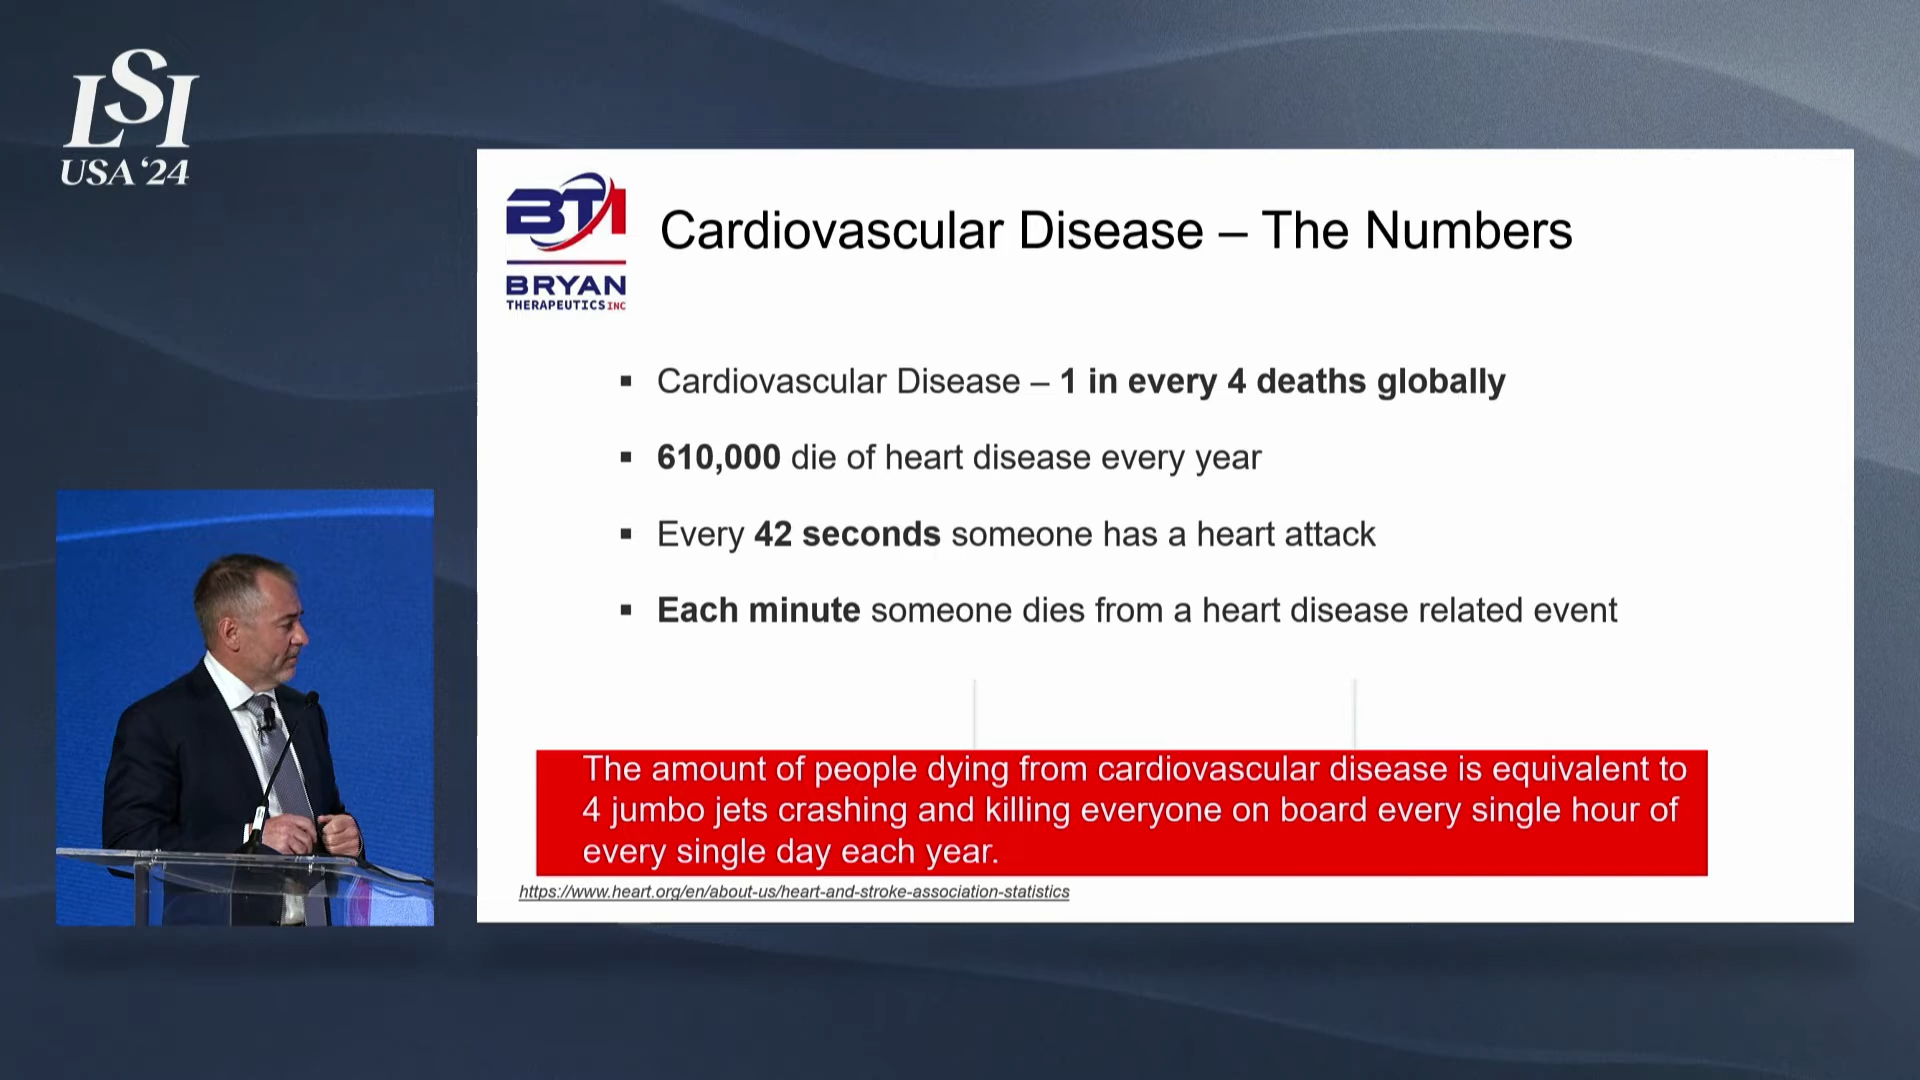 LSI
USA '24
BTI
BRYAN
THERAPEUTICS INC
Cardiovascular Disease – The Numbers
▪ Cardiovascular Disease – 1 in every 4 deaths globally
▪ 610,000 die of heart disease every year
▪ Every 42 seconds someone has a heart attack
▪ Each minute someone dies from a heart disease related event
The amount of people dying from cardiovascular disease is equivalent to
4 jumbo jets crashing and killing everyone on board every single hour of
every single day each year.
https://www.heart.org/en/about-us/heart-and-stroke-association-statistics